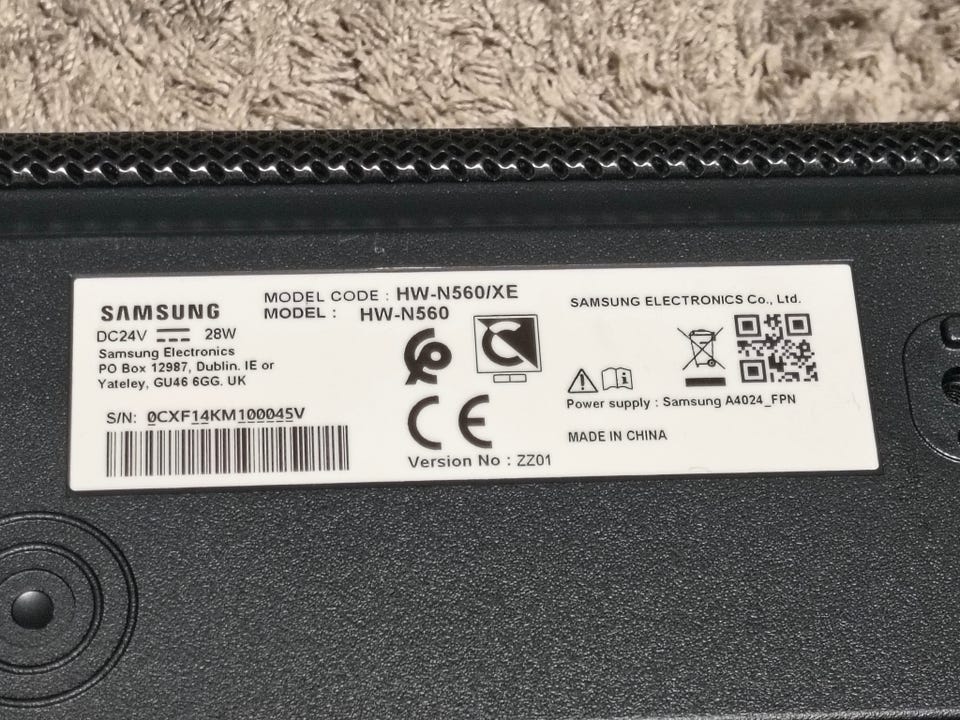 SAMSUNG
DC24V 28W
Samsung Electronics
PO Box 12987, Dublin. IE or
Yateley, GU46 6GG. UK
S/N: 0CXF14KM100045V
MODEL CODE : HW-N560/XE
MODEL : HW-N560
CE
Version No : ZZ01
SAMSUNG ELECTRONICS Co., Ltd.
Power supply : Samsung A4024_FPN
MADE IN CHINA